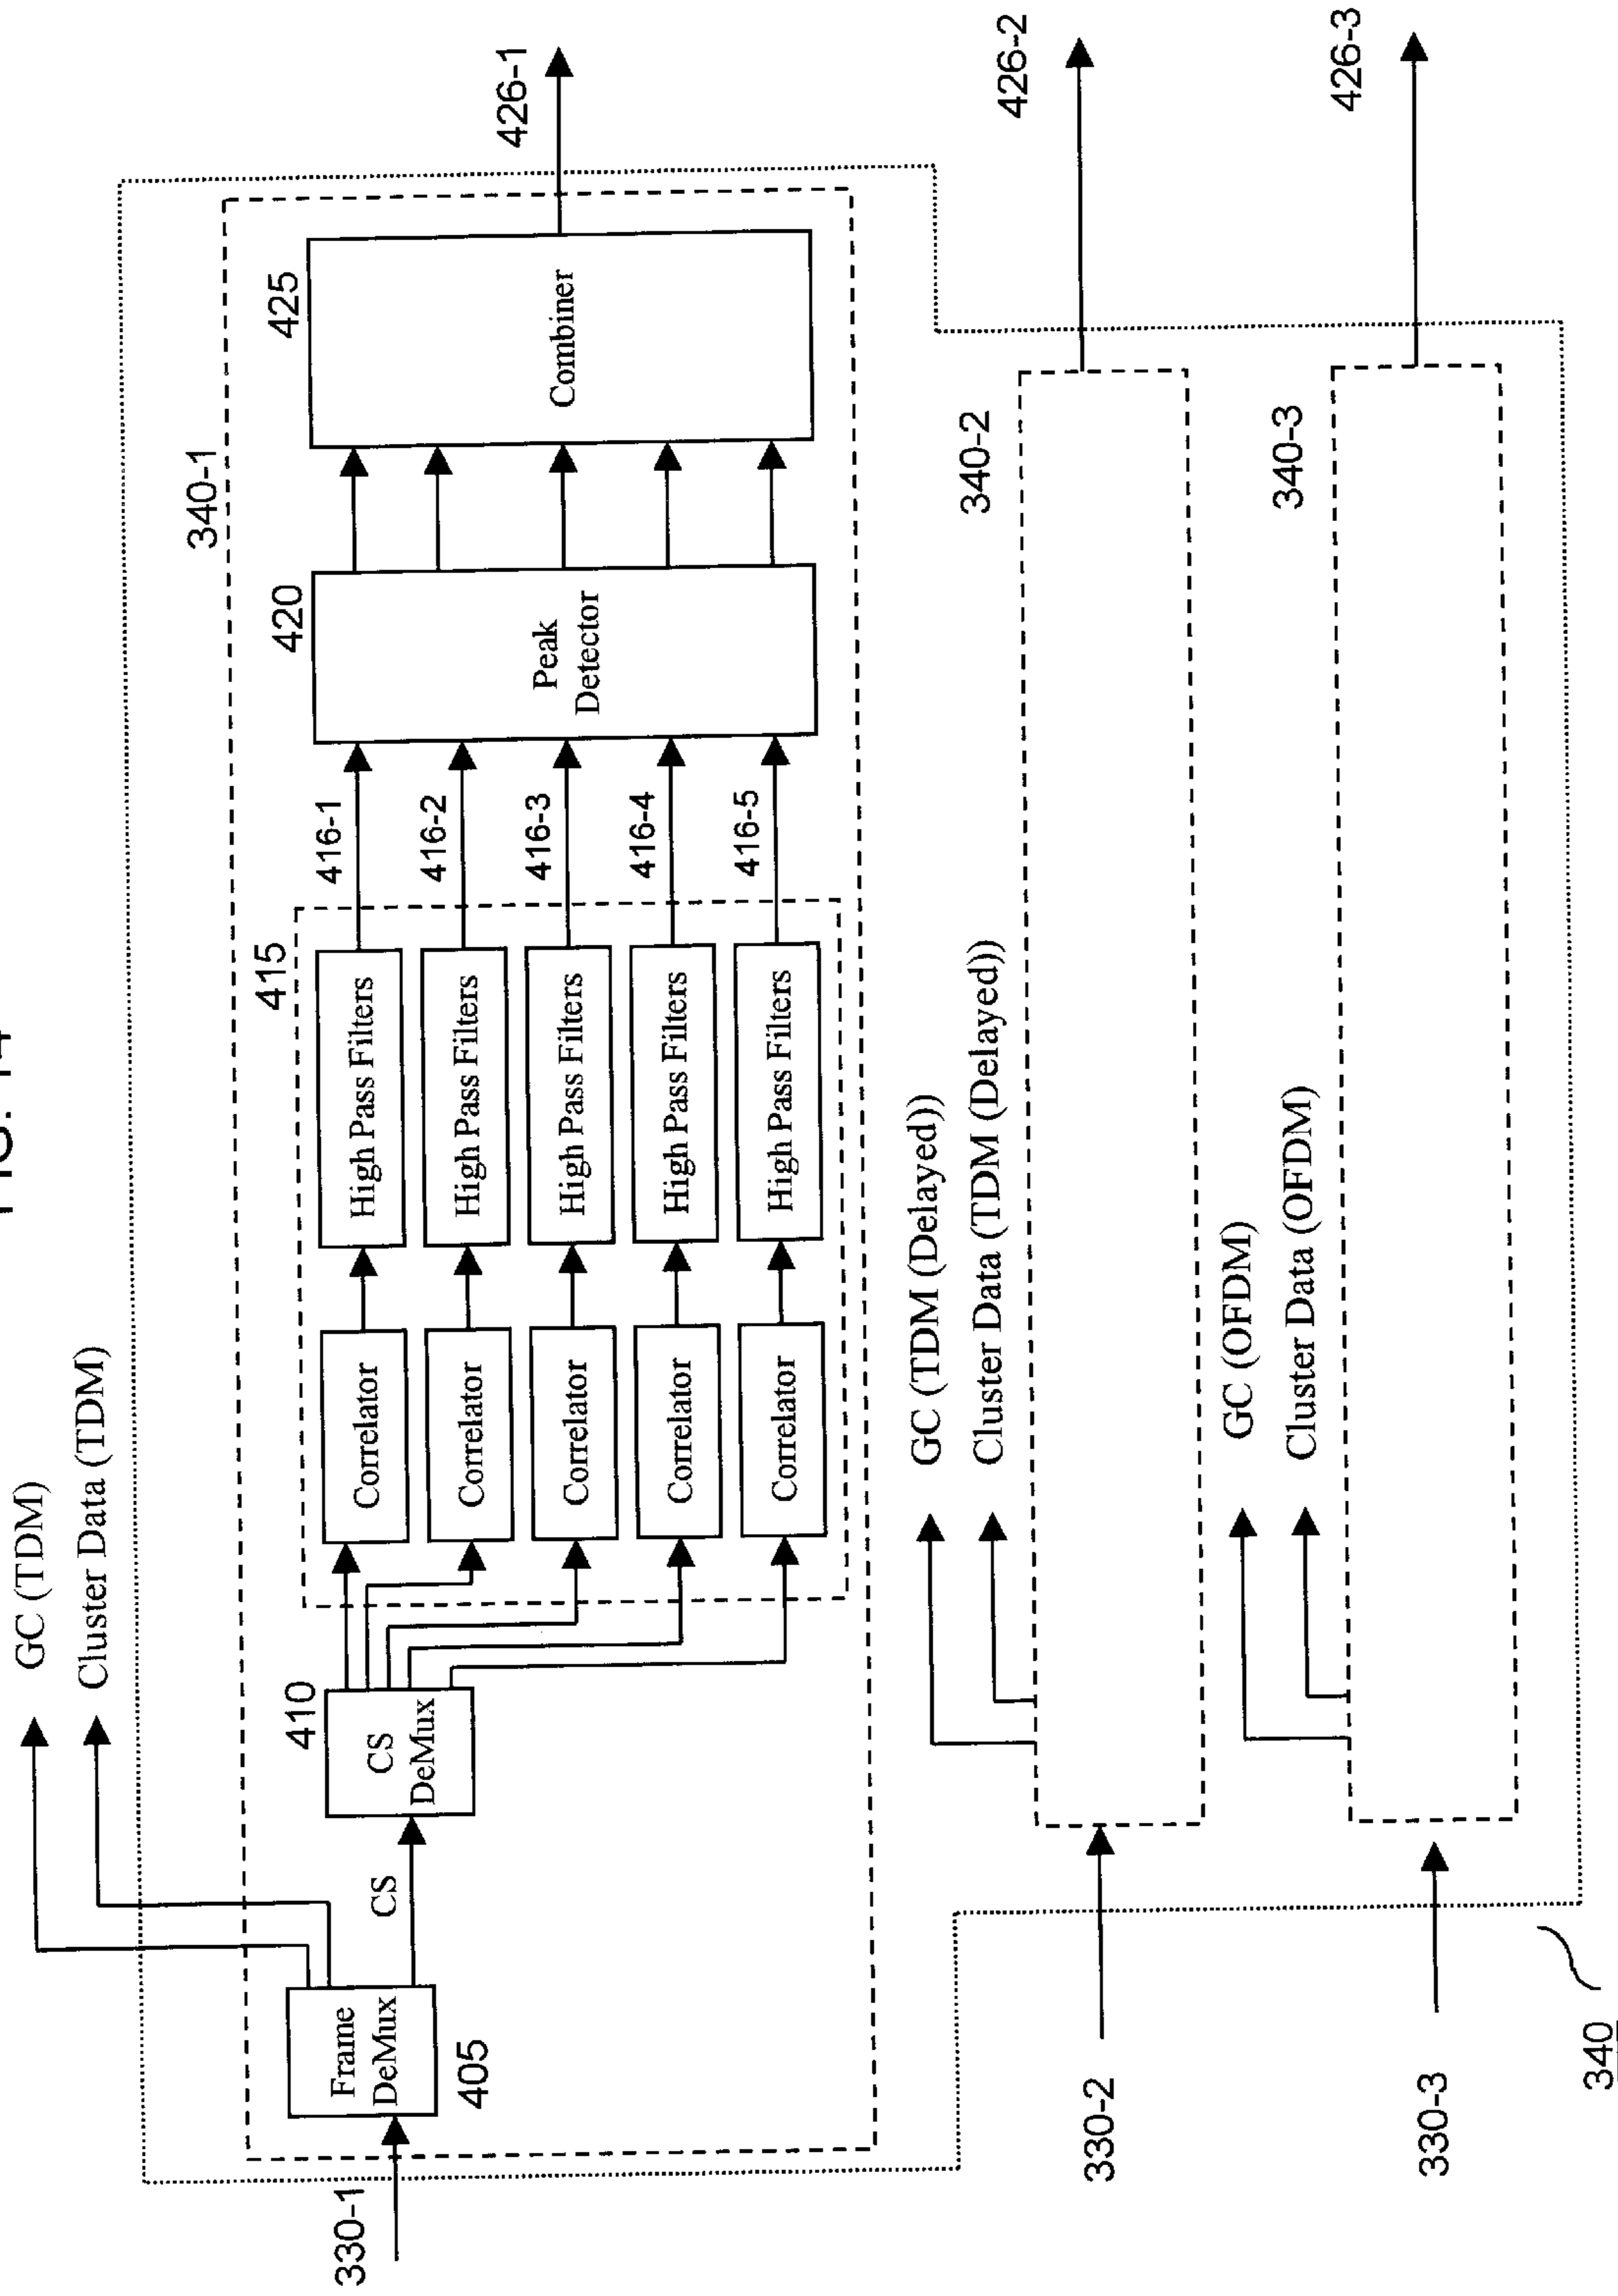 FIG. 14
GC (TDM)
Cluster Data (TDM)
330-1
Frame
DeMux
405
CS
410
CS
DeMux
415
Correlator
High Pass Filters
Correlator
High Pass Filters
Correlator
High Pass Filters
Correlator
High Pass Filters
Correlator
High Pass Filters
416-1
416-2
416-3
416-4
416-5
420
Peak
Detector
340-1
425
Combiner
426-1
GC (TDM (Delayed))
Cluster Data (TDM (Delayed))
330-2
340-2
426-2
GC (OFDM)
Cluster Data (OFDM)
330-3
340-3
426-3
340